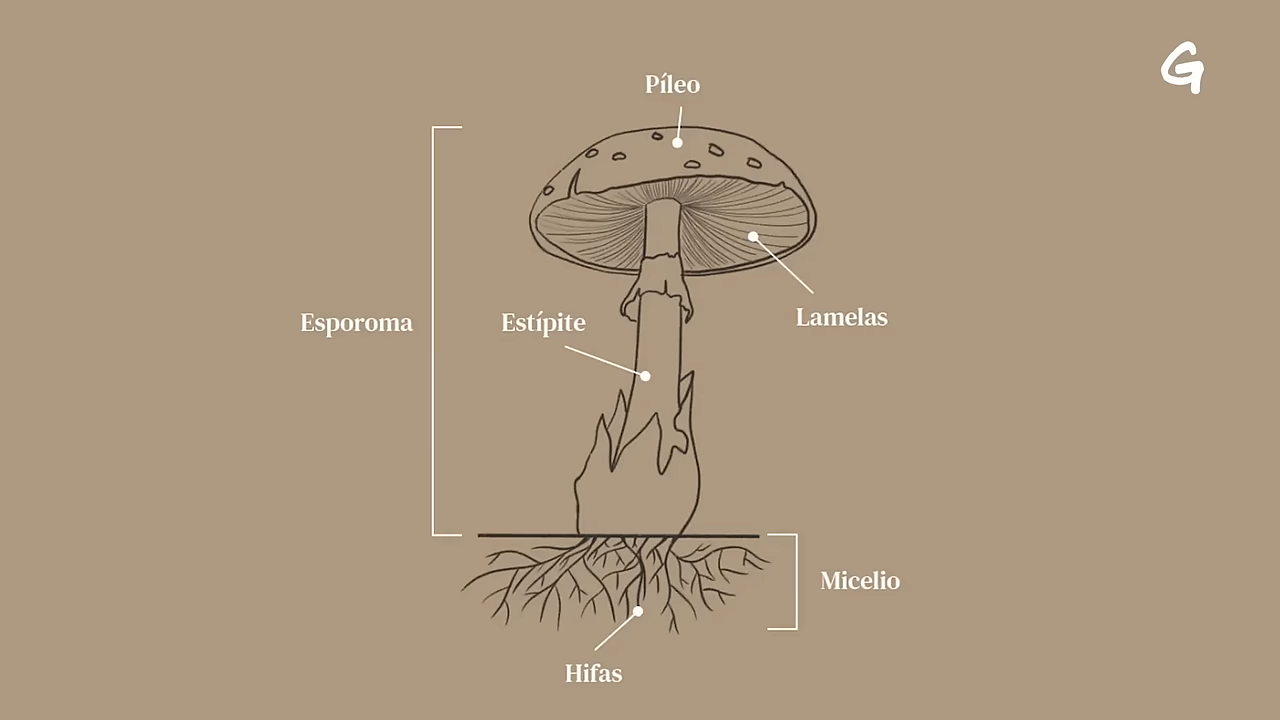 G
Píleo
Esporoma
Estípite
Lamelas
Micelio
Hifas